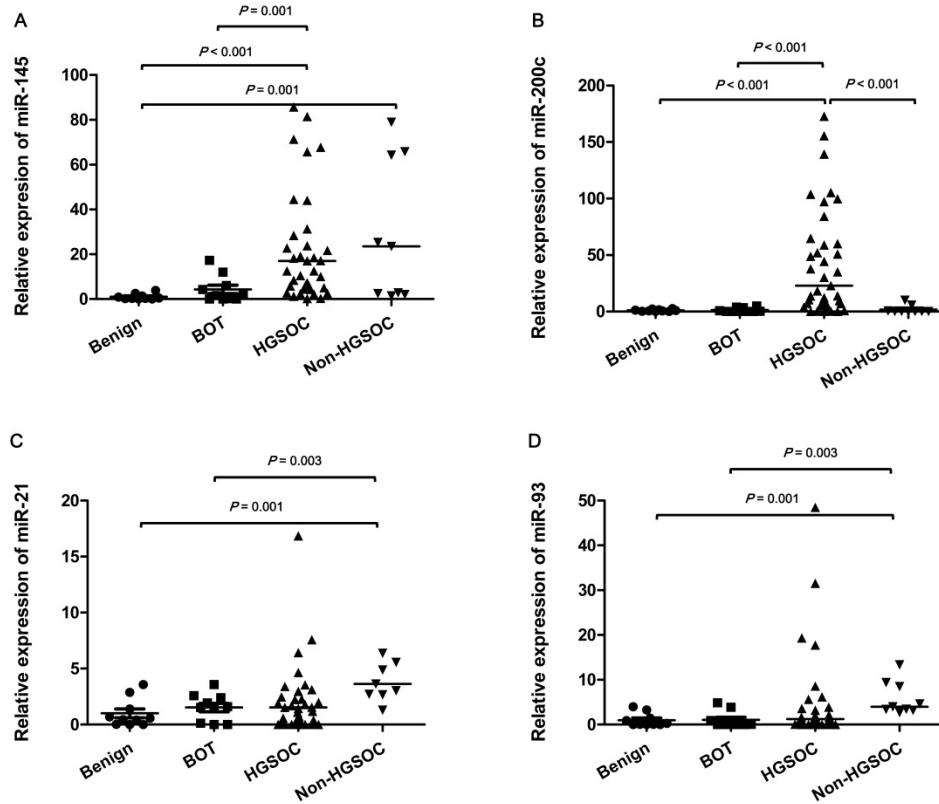 A
P = 0.001
P < 0.001
P = 0.001
Relative expression of miR-145
100
80
60
40
20
0
Benign
BOT
HGSOC
Non-HGSOC
B
P < 0.001
P < 0.001
P < 0.001
Relative expression of miR-200c
200
150
100
50
0
Benign
BOT
HGSOC
Non-HGSOC
C
P = 0.003
P = 0.001
Relative expression of miR-21
20
15
10
5
0
Benign
BOT
HGSOC
Non-HGSOC
D
P = 0.003
P = 0.001
Relative expression of miR-93
50
40
30
20
10
0
Benign
BOT
HGSOC
Non-HGSOC